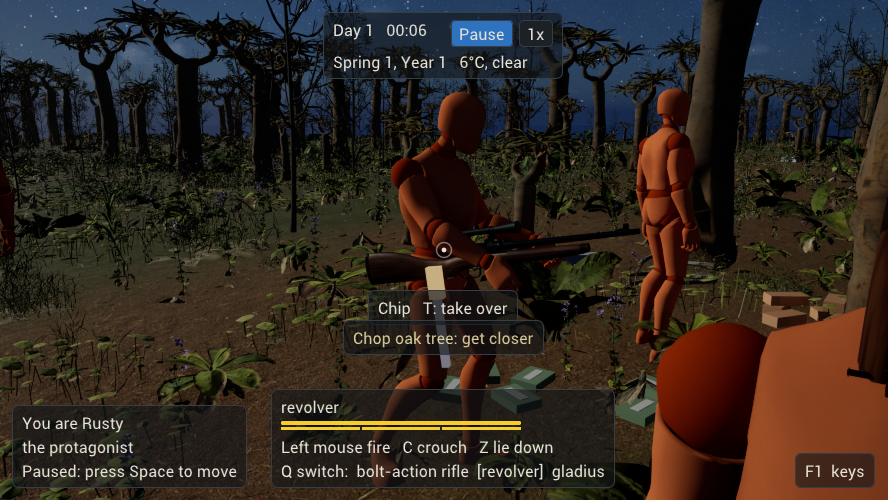 Day 1 00:06 Pause 1x
Spring 1, Year 1 6°C, clear
Chip T: take over
Chop oak tree: get closer
You are Rusty
the protagonist
Paused: press Space to move
revolver
Left mouse fire C crouch Z lie down
Q switch: bolt-action rifle [revolver] gladius
F1 keys